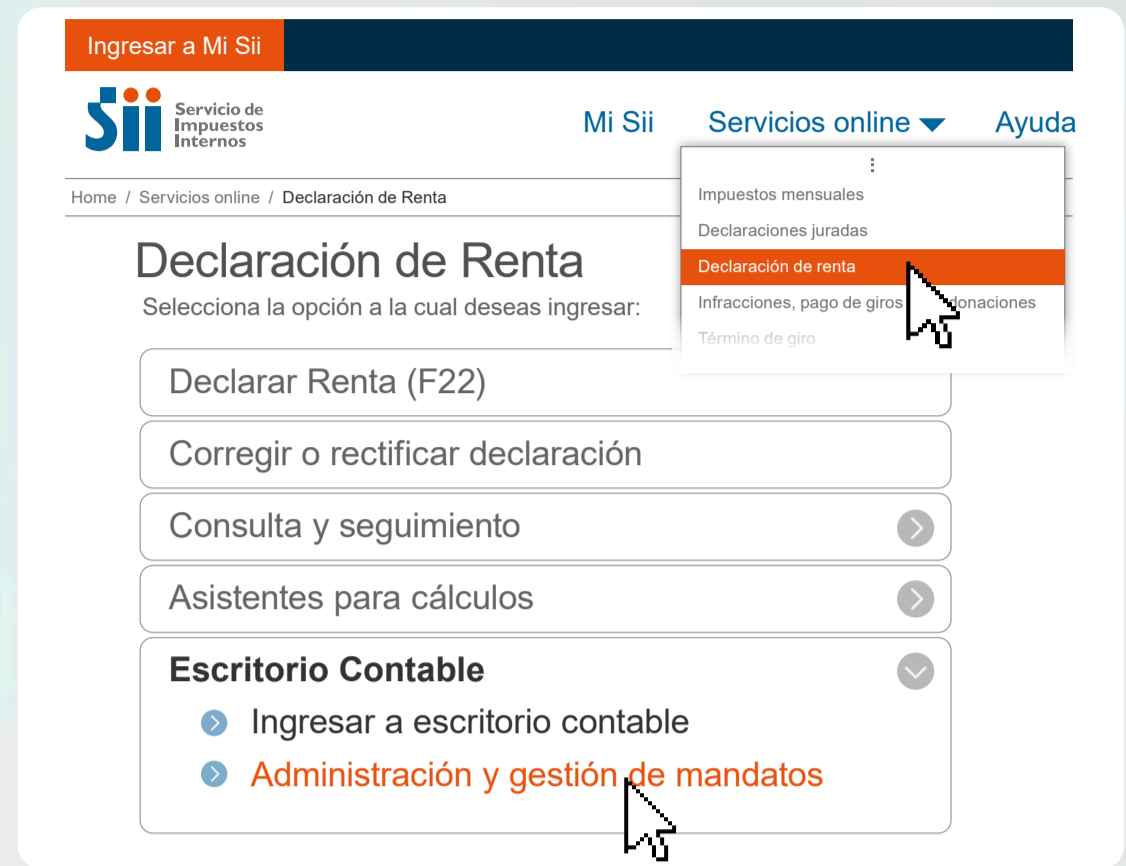 Ingresar a Mi Sii
Sii Servicio de
Impuestos
Internos
Mi Sii Servicios online Ayuda
Home / Servicios online / Declaración de Renta
Impuestos mensuales
Declaraciones juradas
Declaración de renta
Infracciones, pago de giros donaciones
Término de giro
Declaración de Renta
Selecciona la opción a la cual deseas ingresar:
Declarar Renta (F22)
Corregir o rectificar declaración
Consulta y seguimiento
Asistentes para cálculos
Escritorio Contable
Ingresar a escritorio contable
Administración y gestión de mandatos